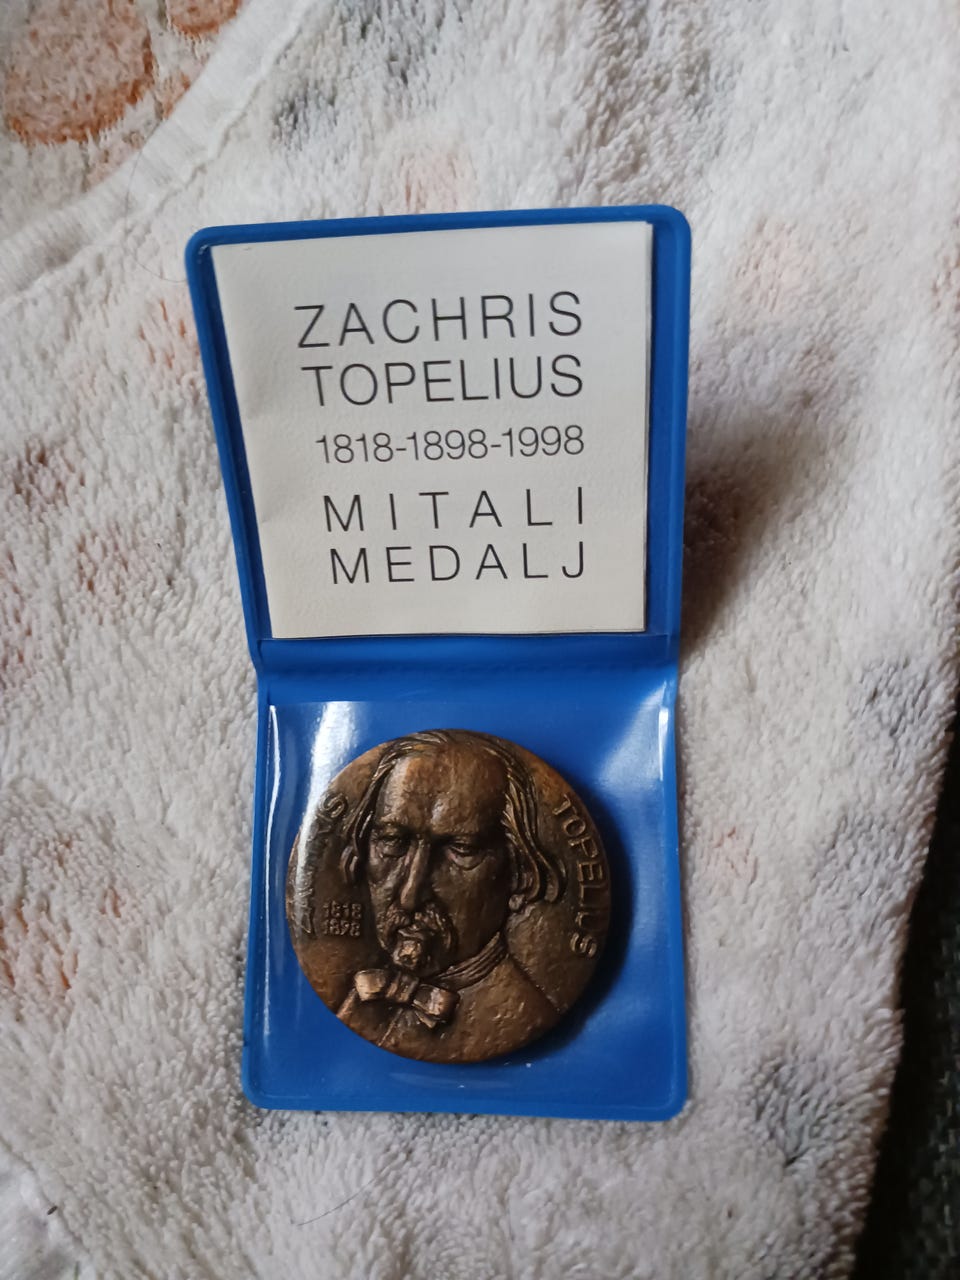 ZACHRIS
TOPELIUS
1818-1898-1998
MITALI
MEDALJ
TOPELIUS
1818
1898